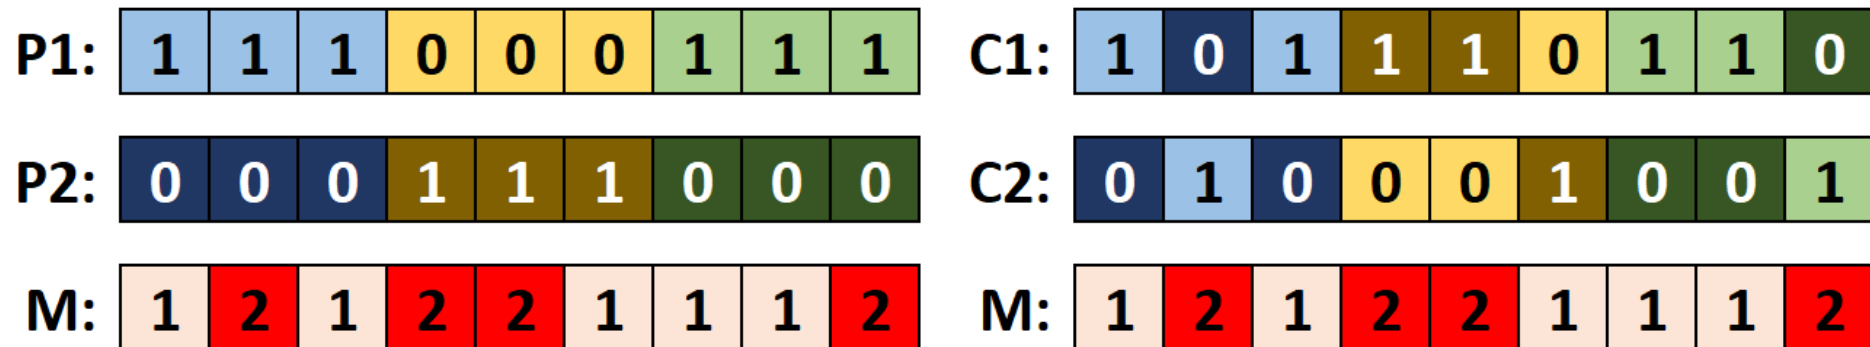 P1: 1 1 1 0 0 0 1 1 1 C1: 1 0 1 1 1 0 1 1 0
P2: 0 0 0 1 1 1 0 0 0 C2: 0 1 0 0 0 1 0 0 1
M: 1 2 1 2 2 1 1 1 2 M: 1 2 1 2 2 1 1 1 2